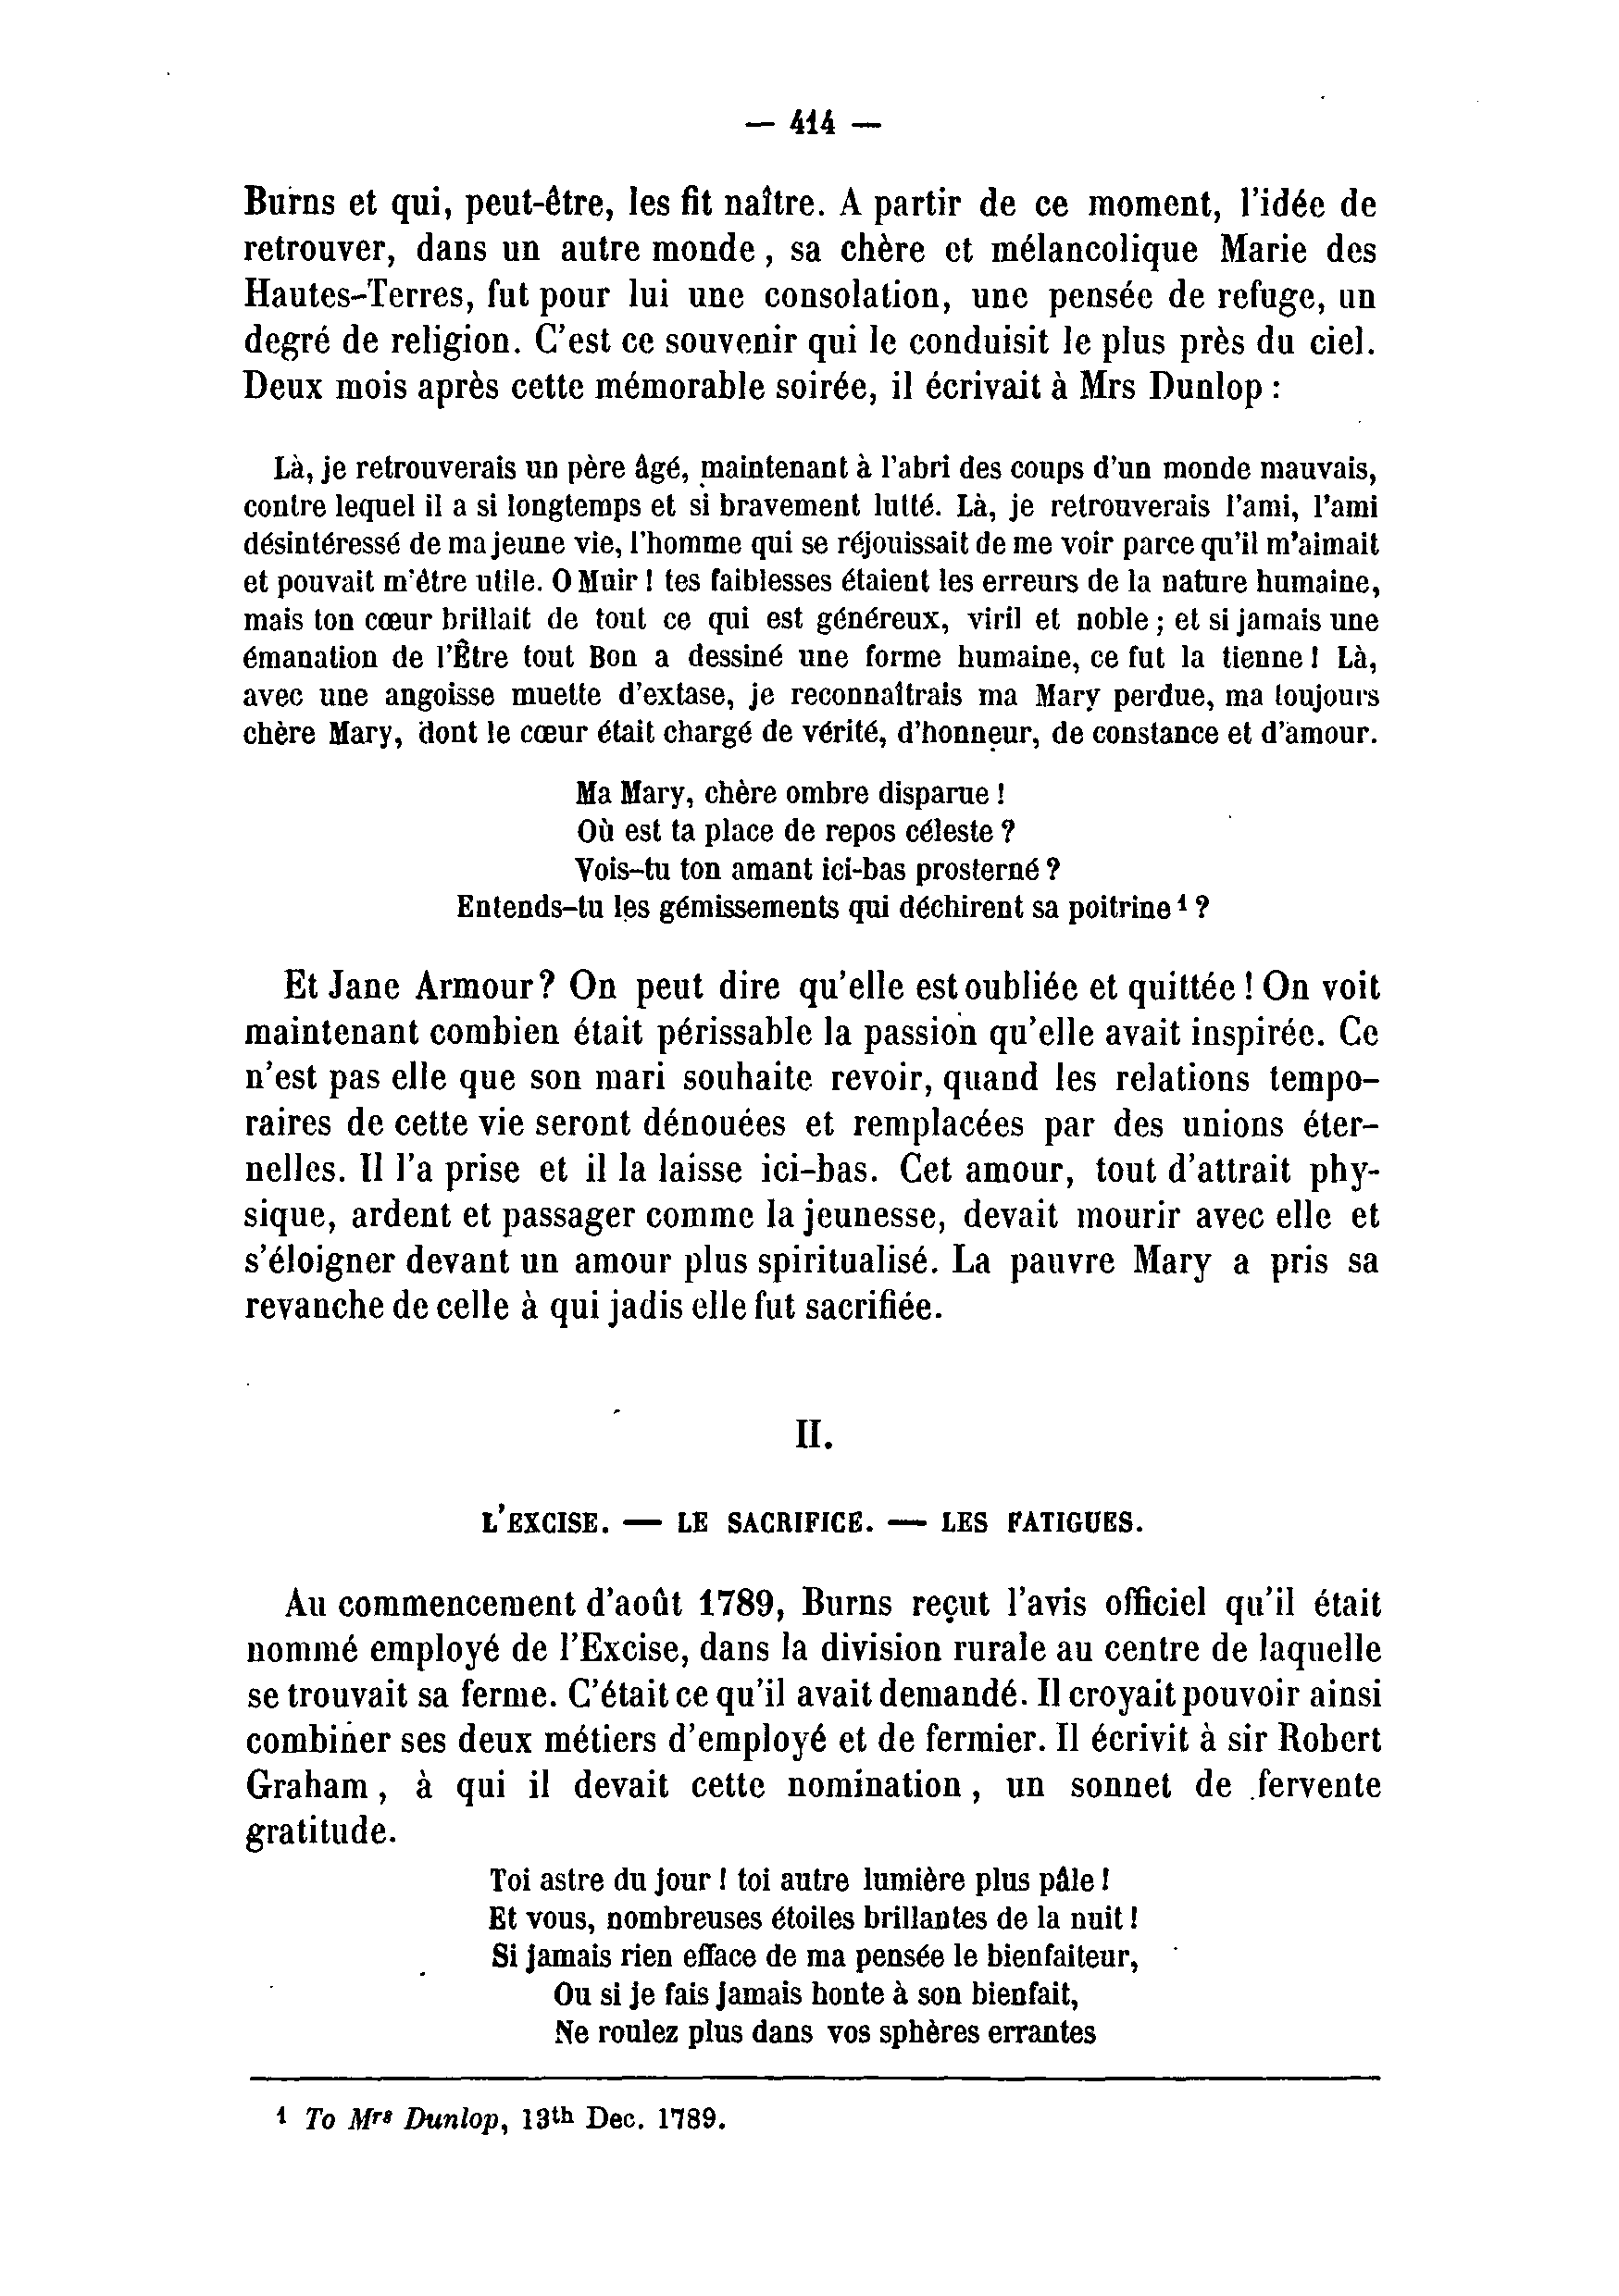 — 414 —
Burns et qui, peut-être, les fit naître. A partir de ce moment, l'idée de
retrouver, dans un autre monde, sa chère et mélancolique Marie des
Hautes-Terres, fut pour lui une consolation, une pensée de refuge, un
degré de religion. C'est ce souvenir qui le conduisit le plus près du ciel.
Deux mois après cette mémorable soirée, il écrivait à Mrs Dunlop :
Là, je retrouverais un père âgé, maintenant à l'abri des coups d'un monde mauvais,
contre lequel il a si longtemps et si bravement lutté. Là, je retrouverais l'ami, l'ami
désintéressé de ma jeune vie, l'homme qui se réjouissait de me voir parce qu'il m'aimait
et pouvait m'être utile. O Muir ! tes faiblesses étaient les erreurs de la nature humaine,
mais ton cœur brillait de tout ce qui est généreux, viril et noble ; et si jamais une
émanation de l'Être tout Bon a dessiné une forme humaine, ce fut la tienne ! Là,
avec une angoisse muette d'extase, je reconnaîtrais ma Mary perdue, ma toujours
chère Mary, dont le cœur était chargé de vérité, d'honneur, de constance et d'amour.
Ma Mary, chère ombre disparue !
Où est ta place de repos céleste ?
Vois-tu ton amant ici-bas prosterné ?
Entends-tu les gémissements qui déchirent sa poitrine ¹ ?
Et Jane Armour? On peut dire qu'elle est oubliée et quittée ! On voit
maintenant combien était périssable la passion qu'elle avait inspirée. Ce
n'est pas elle que son mari souhaite revoir, quand les relations tempo-
raires de cette vie seront dénouées et remplacées par des unions éter-
nelles. Il l'a prise et il la laisse ici-bas. Cet amour, tout d'attrait phy-
sique, ardent et passager comme la jeunesse, devait mourir avec elle et
s'éloigner devant un amour plus spiritualisé. La pauvre Mary a pris sa
revanche de celle à qui jadis elle fut sacrifiée.
II.
L'EXCISE. — LE SACRIFICE. — LES FATIGUES.
Au commencement d'août 1789, Burns reçut l'avis officiel qu'il était
nommé employé de l'Excise, dans la division rurale au centre de laquelle
se trouvait sa ferme. C'était ce qu'il avait demandé. Il croyait pouvoir ainsi
combiner ses deux métiers d'employé et de fermier. Il écrivit à sir Robert
Graham, à qui il devait cette nomination, un sonnet de fervente
gratitude.
Toi astre du jour ! toi autre lumière plus pâle !
Et vous, nombreuses étoiles brillantes de la nuit !
Si jamais rien efface de ma pensée le bienfaiteur,
Ou si je fais jamais honte à son bienfait,
Ne roulez plus dans vos sphères errantes
¹ To Mrs Dunlop, 13th Dec. 1789.